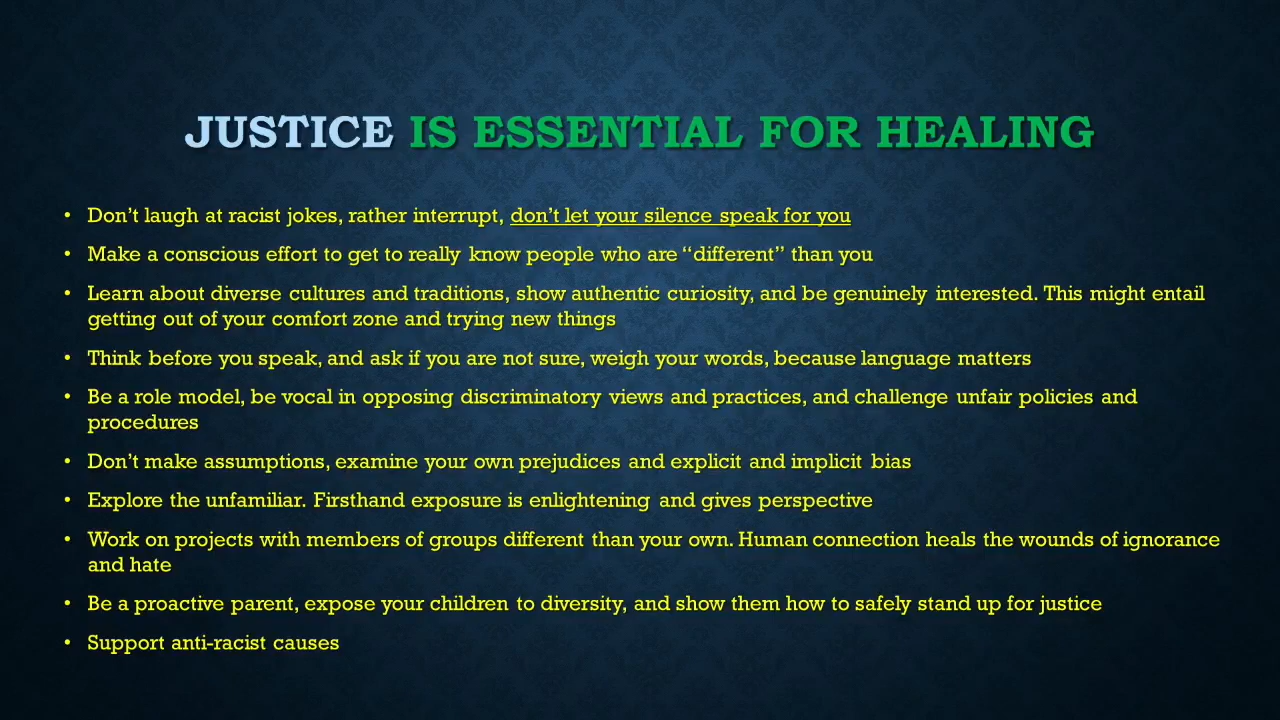 JUSTICE IS ESSENTIAL FOR HEALING
• Don’t laugh at racist jokes, rather interrupt, don’t let your silence speak for you
• Make a conscious effort to get to really know people who are “different” than you
• Learn about diverse cultures and traditions, show authentic curiosity, and be genuinely interested. This might entail
getting out of your comfort zone and trying new things
• Think before you speak, and ask if you are not sure, weigh your words, because language matters
• Be a role model, be vocal in opposing discriminatory views and practices, and challenge unfair policies and
procedures
• Don’t make assumptions, examine your own prejudices and explicit and implicit bias
• Explore the unfamiliar. Firsthand exposure is enlightening and gives perspective
• Work on projects with members of groups different than your own. Human connection heals the wounds of ignorance
and hate
• Be a proactive parent, expose your children to diversity, and show them how to safely stand up for justice
• Support anti-racist causes